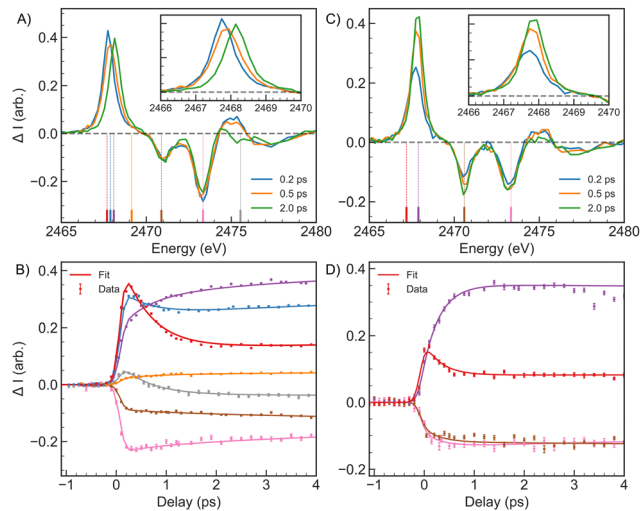 A)
0.4
0.2
0.0
−0.2
Δ I (arb.)
2466 2467 2468 2469 2470
0.2 ps
0.5 ps
2.0 ps
2465 2470 2475 2480
Energy (eV)
C)
0.4
0.2
0.0
−0.2
2466 2467 2468 2469 2470
0.2 ps
0.5 ps
2.0 ps
2465 2470 2475 2480
Energy (eV)
B)
0.4
0.2
0.0
−0.2
Δ I (arb.)
Fit
Data
−1 0 1 2 3 4
Delay (ps)
D)
0.4
0.2
0.0
−0.2
Fit
Data
−1 0 1 2 3 4
Delay (ps)